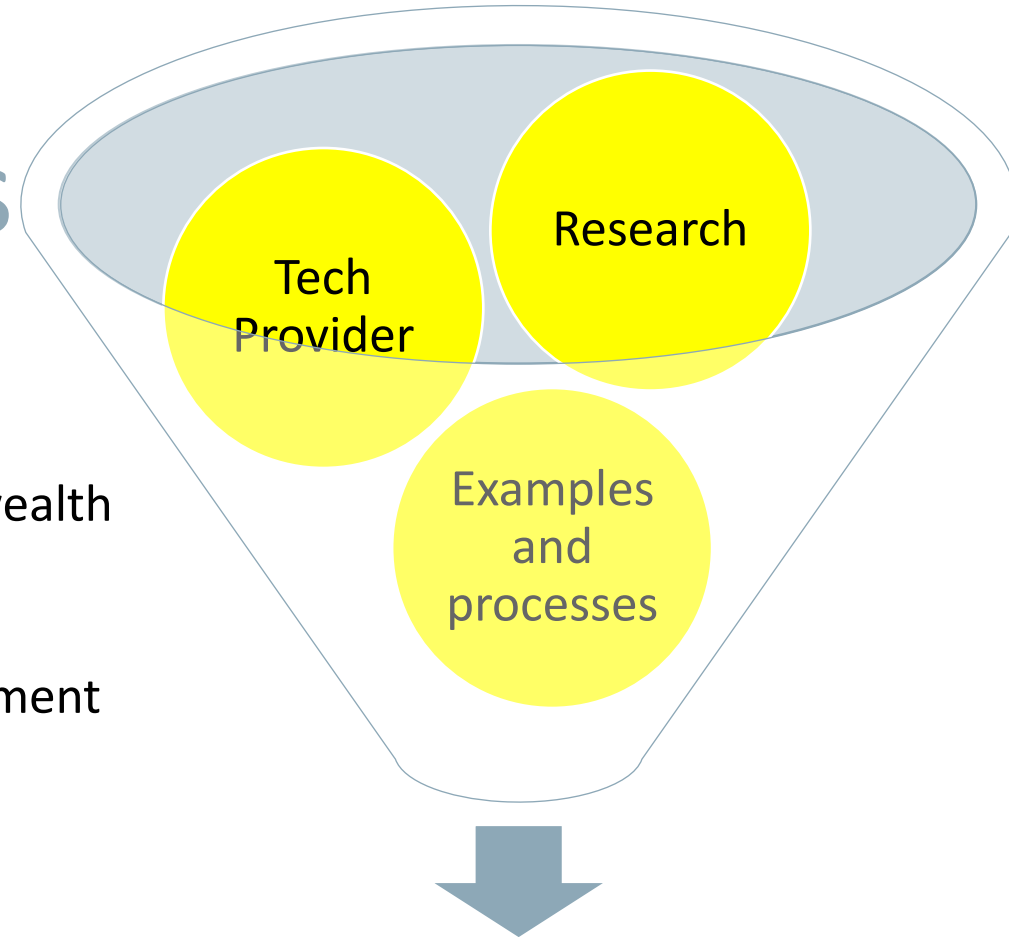 s
Research
Tech
Provider
Examples
ealth
and
processes
ment